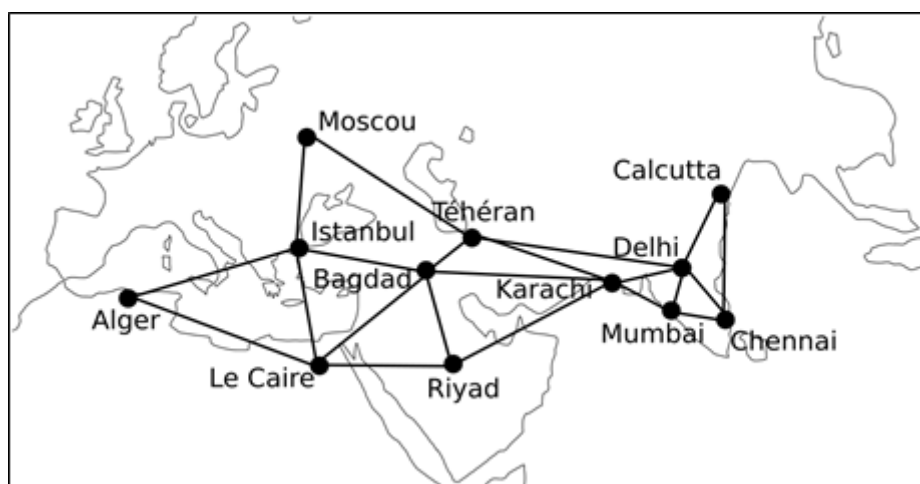 Moscou
Calcutta
Téhéran
Istanbul
Delhi
Bagdad
Karachi
Alger
Mumbai
Chennai
Le Caire
Riyad